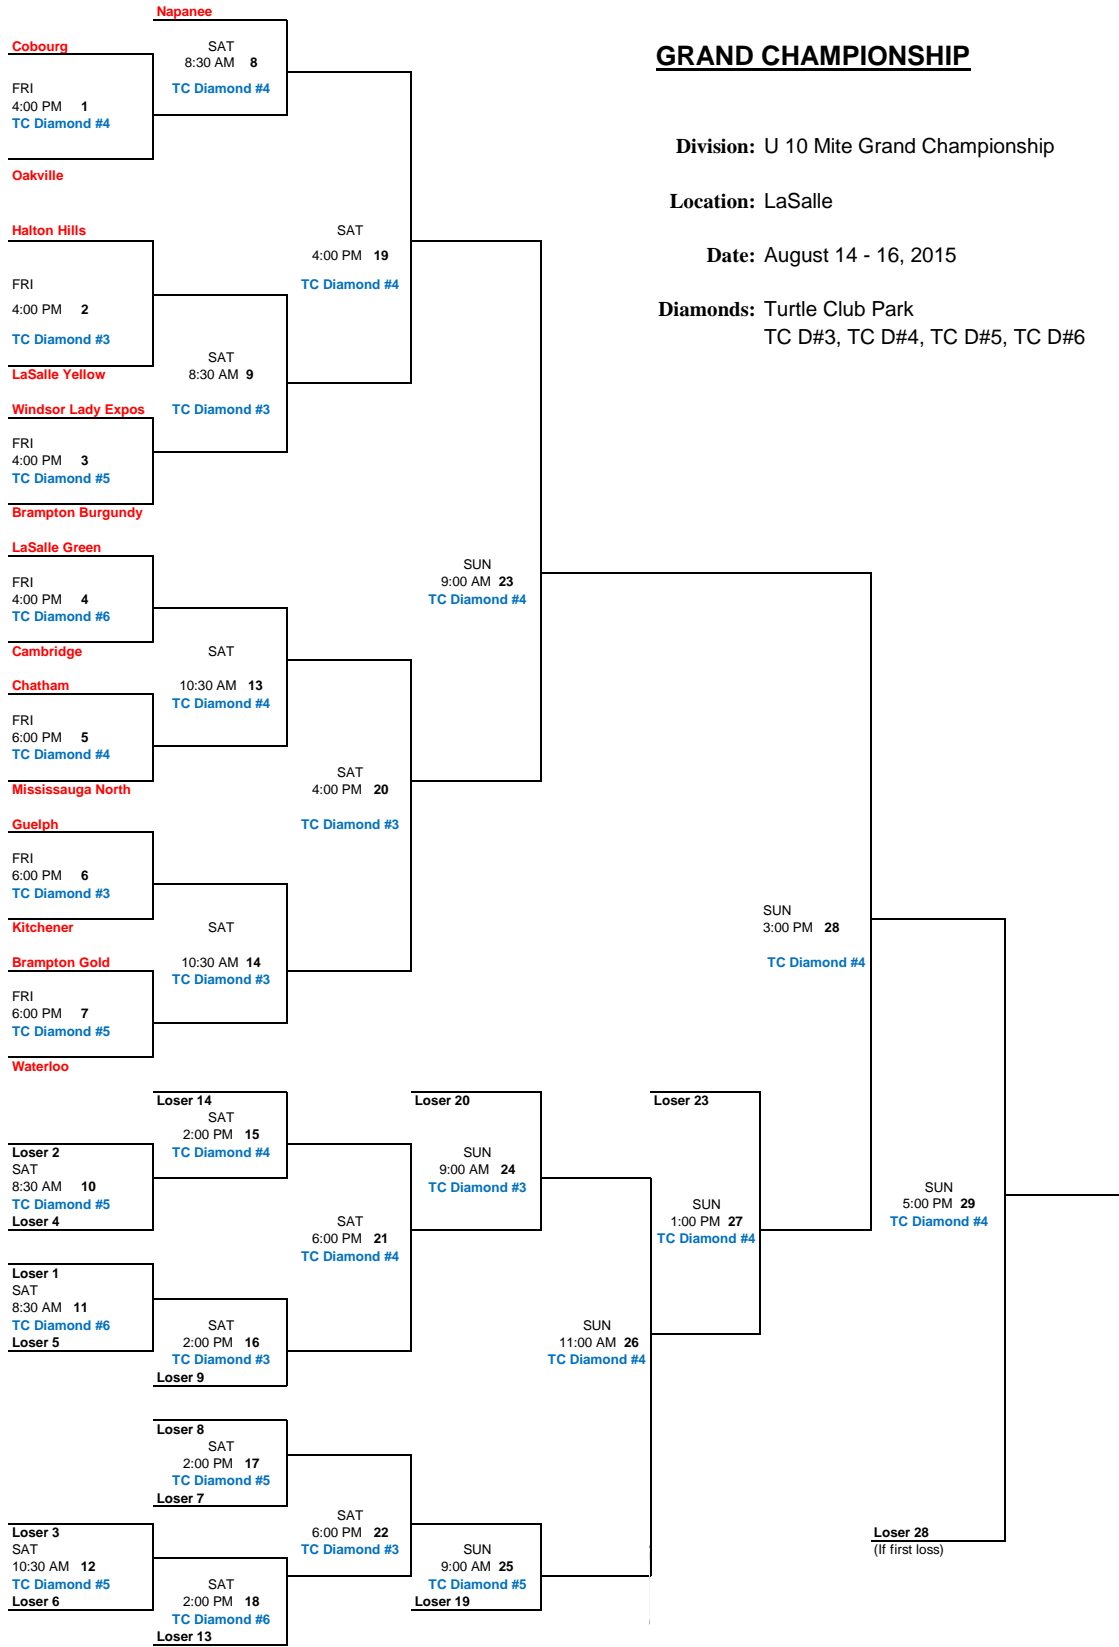 Napanee
Cobourg
SAT
8:30 AM 8
TC Diamond #4
GRAND CHAMPIONSHIP
FRI
4:00 PM 1
TC Diamond #4
Oakville
Division: U 10 Mite Grand Championship
Location: LaSalle
Date: August 14 - 16, 2015
Diamonds: Turtle Club Park
TC D#3, TC D#4, TC D#5, TC D#6
Halton Hills
SAT
4:00 PM 19
TC Diamond #4
FRI
4:00 PM 2
TC Diamond #3
LaSalle Yellow
SAT
8:30 AM 9
TC Diamond #3
Windsor Lady Expos
FRI
4:00 PM 3
TC Diamond #5
Brampton Burgundy
LaSalle Green
FRI
4:00 PM 4
TC Diamond #6
Cambridge
SUN
9:00 AM 23
TC Diamond #4
SAT
10:30 AM 13
TC Diamond #4
Chatham
FRI
6:00 PM 5
TC Diamond #4
Mississauga North
SAT
4:00 PM 20
TC Diamond #3
Guelph
FRI
6:00 PM 6
TC Diamond #3
Kitchener
SAT
10:30 AM 14
TC Diamond #3
SUN
3:00 PM 28
TC Diamond #4
Brampton Gold
FRI
6:00 PM 7
TC Diamond #5
Waterloo
Loser 14
SAT
2:00 PM 15
TC Diamond #4
Loser 20
SUN
9:00 AM 24
TC Diamond #3
Loser 23
SUN
1:00 PM 27
TC Diamond #4
SUN
5:00 PM 29
TC Diamond #4
Loser 2
SAT
8:30 AM 10
TC Diamond #5
Loser 4
SAT
6:00 PM 21
TC Diamond #4
Loser 1
SAT
8:30 AM 11
TC Diamond #6
Loser 5
SAT
2:00 PM 16
TC Diamond #3
Loser 9
SUN
11:00 AM 26
TC Diamond #4
Loser 8
SAT
2:00 PM 17
TC Diamond #5
Loser 7
SAT
6:00 PM 22
TC Diamond #3
Loser 3
SAT
10:30 AM 12
TC Diamond #5
Loser 6
SUN
9:00 AM 25
TC Diamond #5
Loser 19
SAT
2:00 PM 18
TC Diamond #6
Loser 13
Loser 28
(If first loss)